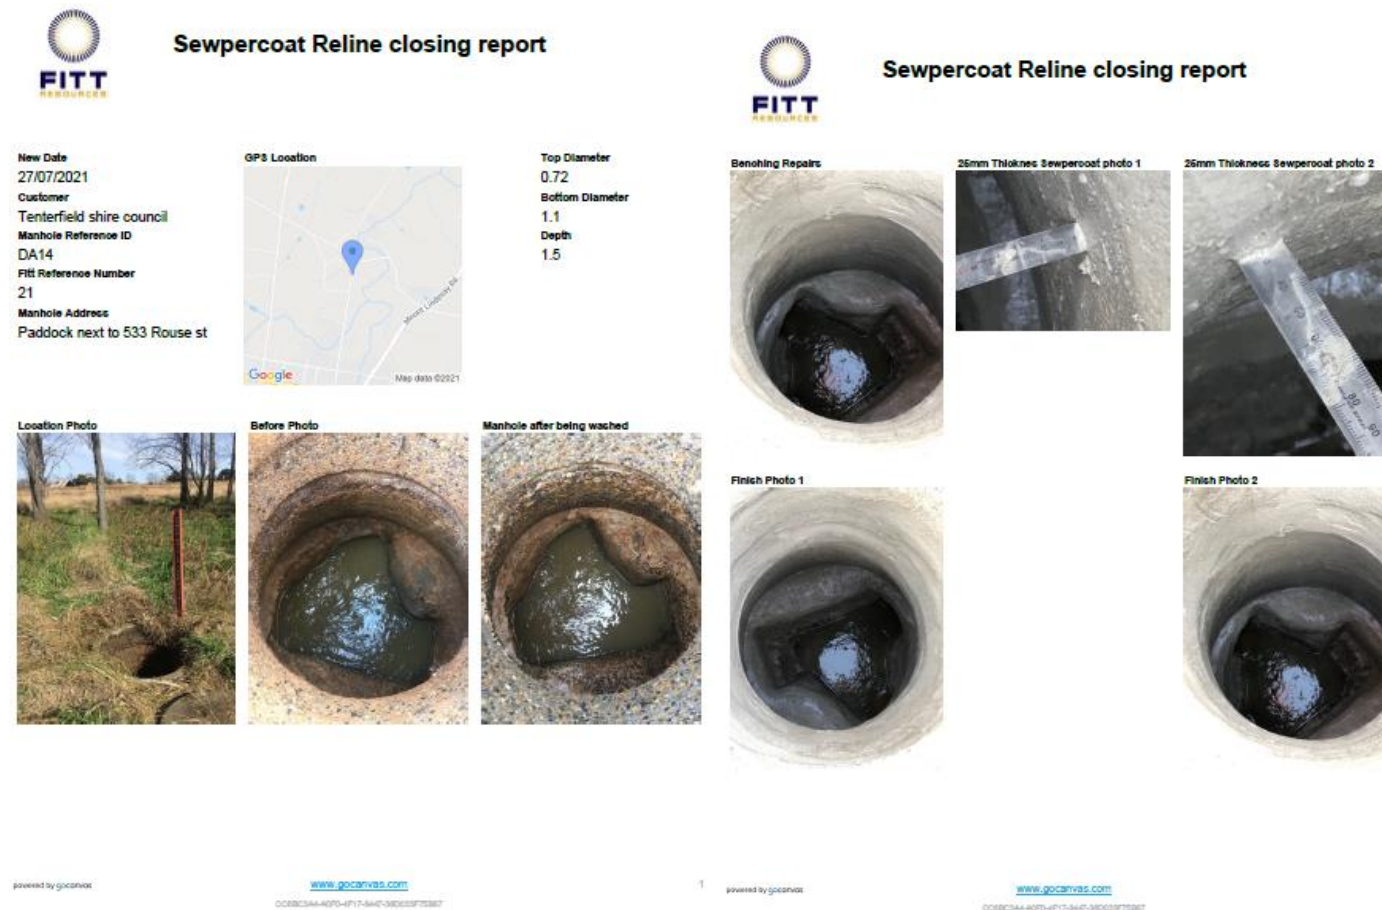 FITT
RESOURCES
Sewpercoat Reline closing report
New Date
27/07/2021
Customer
Tenterfield shire council
Manhole Reference ID
DA14
Fitt Reference Number
21
Manhole Address
Paddock next to 533 Rouse st
GPS Location
Google
Map data ©2021
Top Diameter
0.72
Bottom Diameter
1.1
Depth
1.5
Location Photo
Before Photo
Manhole after being washed
powered by gocanvas
www.gocanvas.com
1
FITT
RESOURCES
Sewpercoat Reline closing report
Benching Repairs
25mm Thicknes Sewpercoat photo 1
25mm Thickness Sewpercoat photo 2
Finish Photo 1
Finish Photo 2
powered by gocanvas
www.gocanvas.com